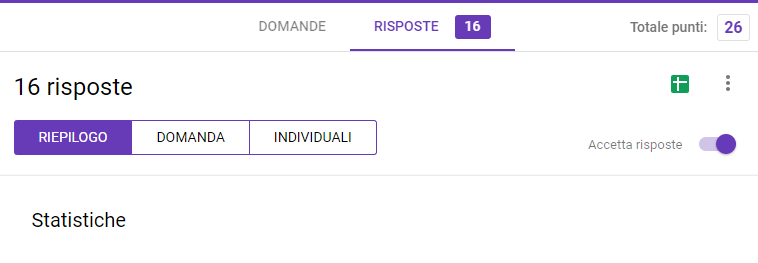 DOMANDE RISPOSTE 16 Totale punti: 26
16 risposte
RIEPILOGO DOMANDA INDIVIDUALI
Accetta risposte
Statistiche